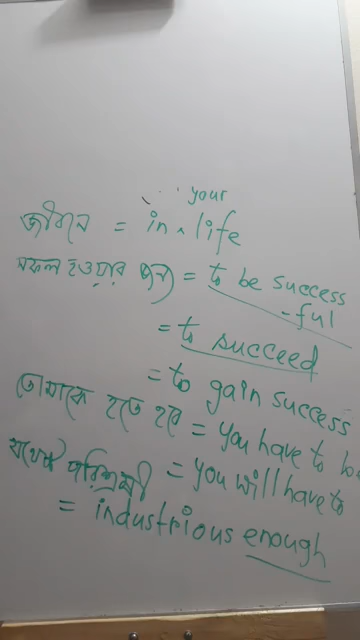 your
জীবনে = in ^ life
সফল হওয়ার জন্য = to be success
-ful
= to succeed
= to gain success
তোমাকে হতে হবে = you have to
= you will have to
যথেষ্ট পরিশ্রমী
= industrious enough